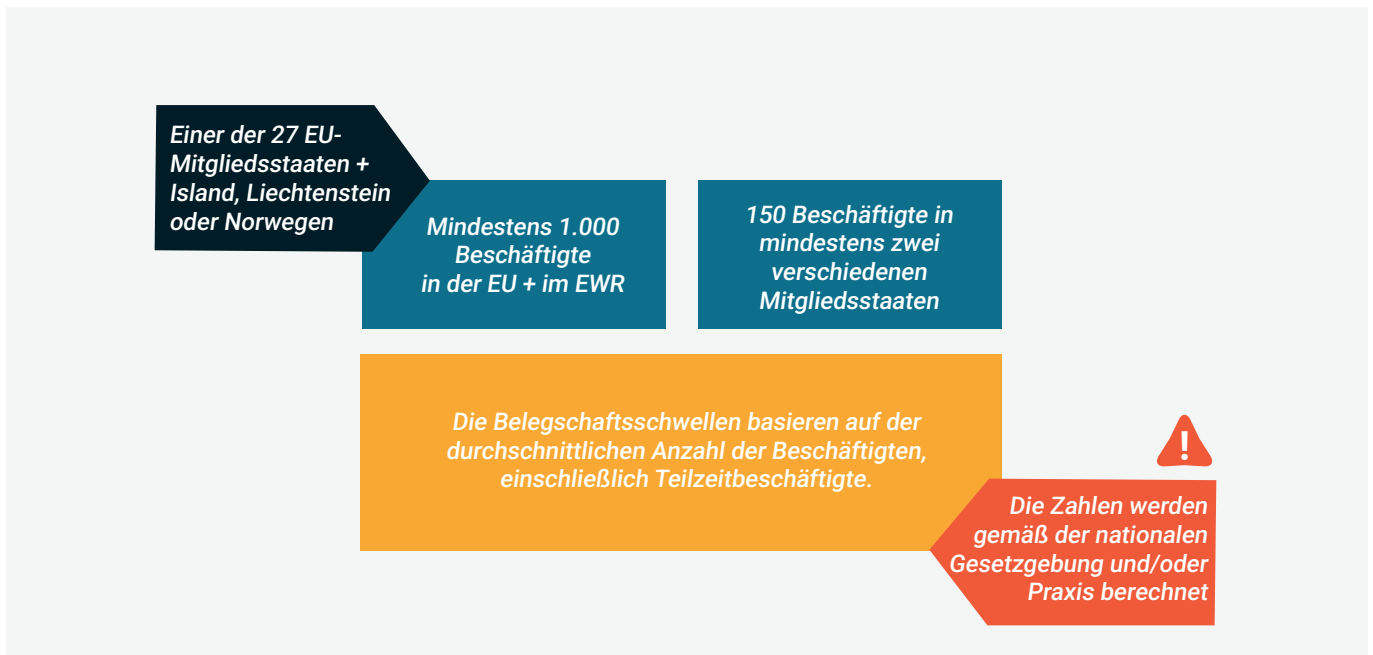 Einer der 27 EU-
Mitgliedsstaaten +
Island, Liechtenstein
oder Norwegen
Mindestens 1.000
Beschäftigte
in der EU + im EWR
150 Beschäftigte in
mindestens zwei
verschiedenen
Mitgliedsstaaten
Die Belegschaftsschwellen basieren auf der
durchschnittlichen Anzahl der Beschäftigten,
einschließlich Teilzeitbeschäftigte.
!
Die Zahlen werden
gemäß der nationalen
Gesetzgebung und/oder
Praxis berechnet